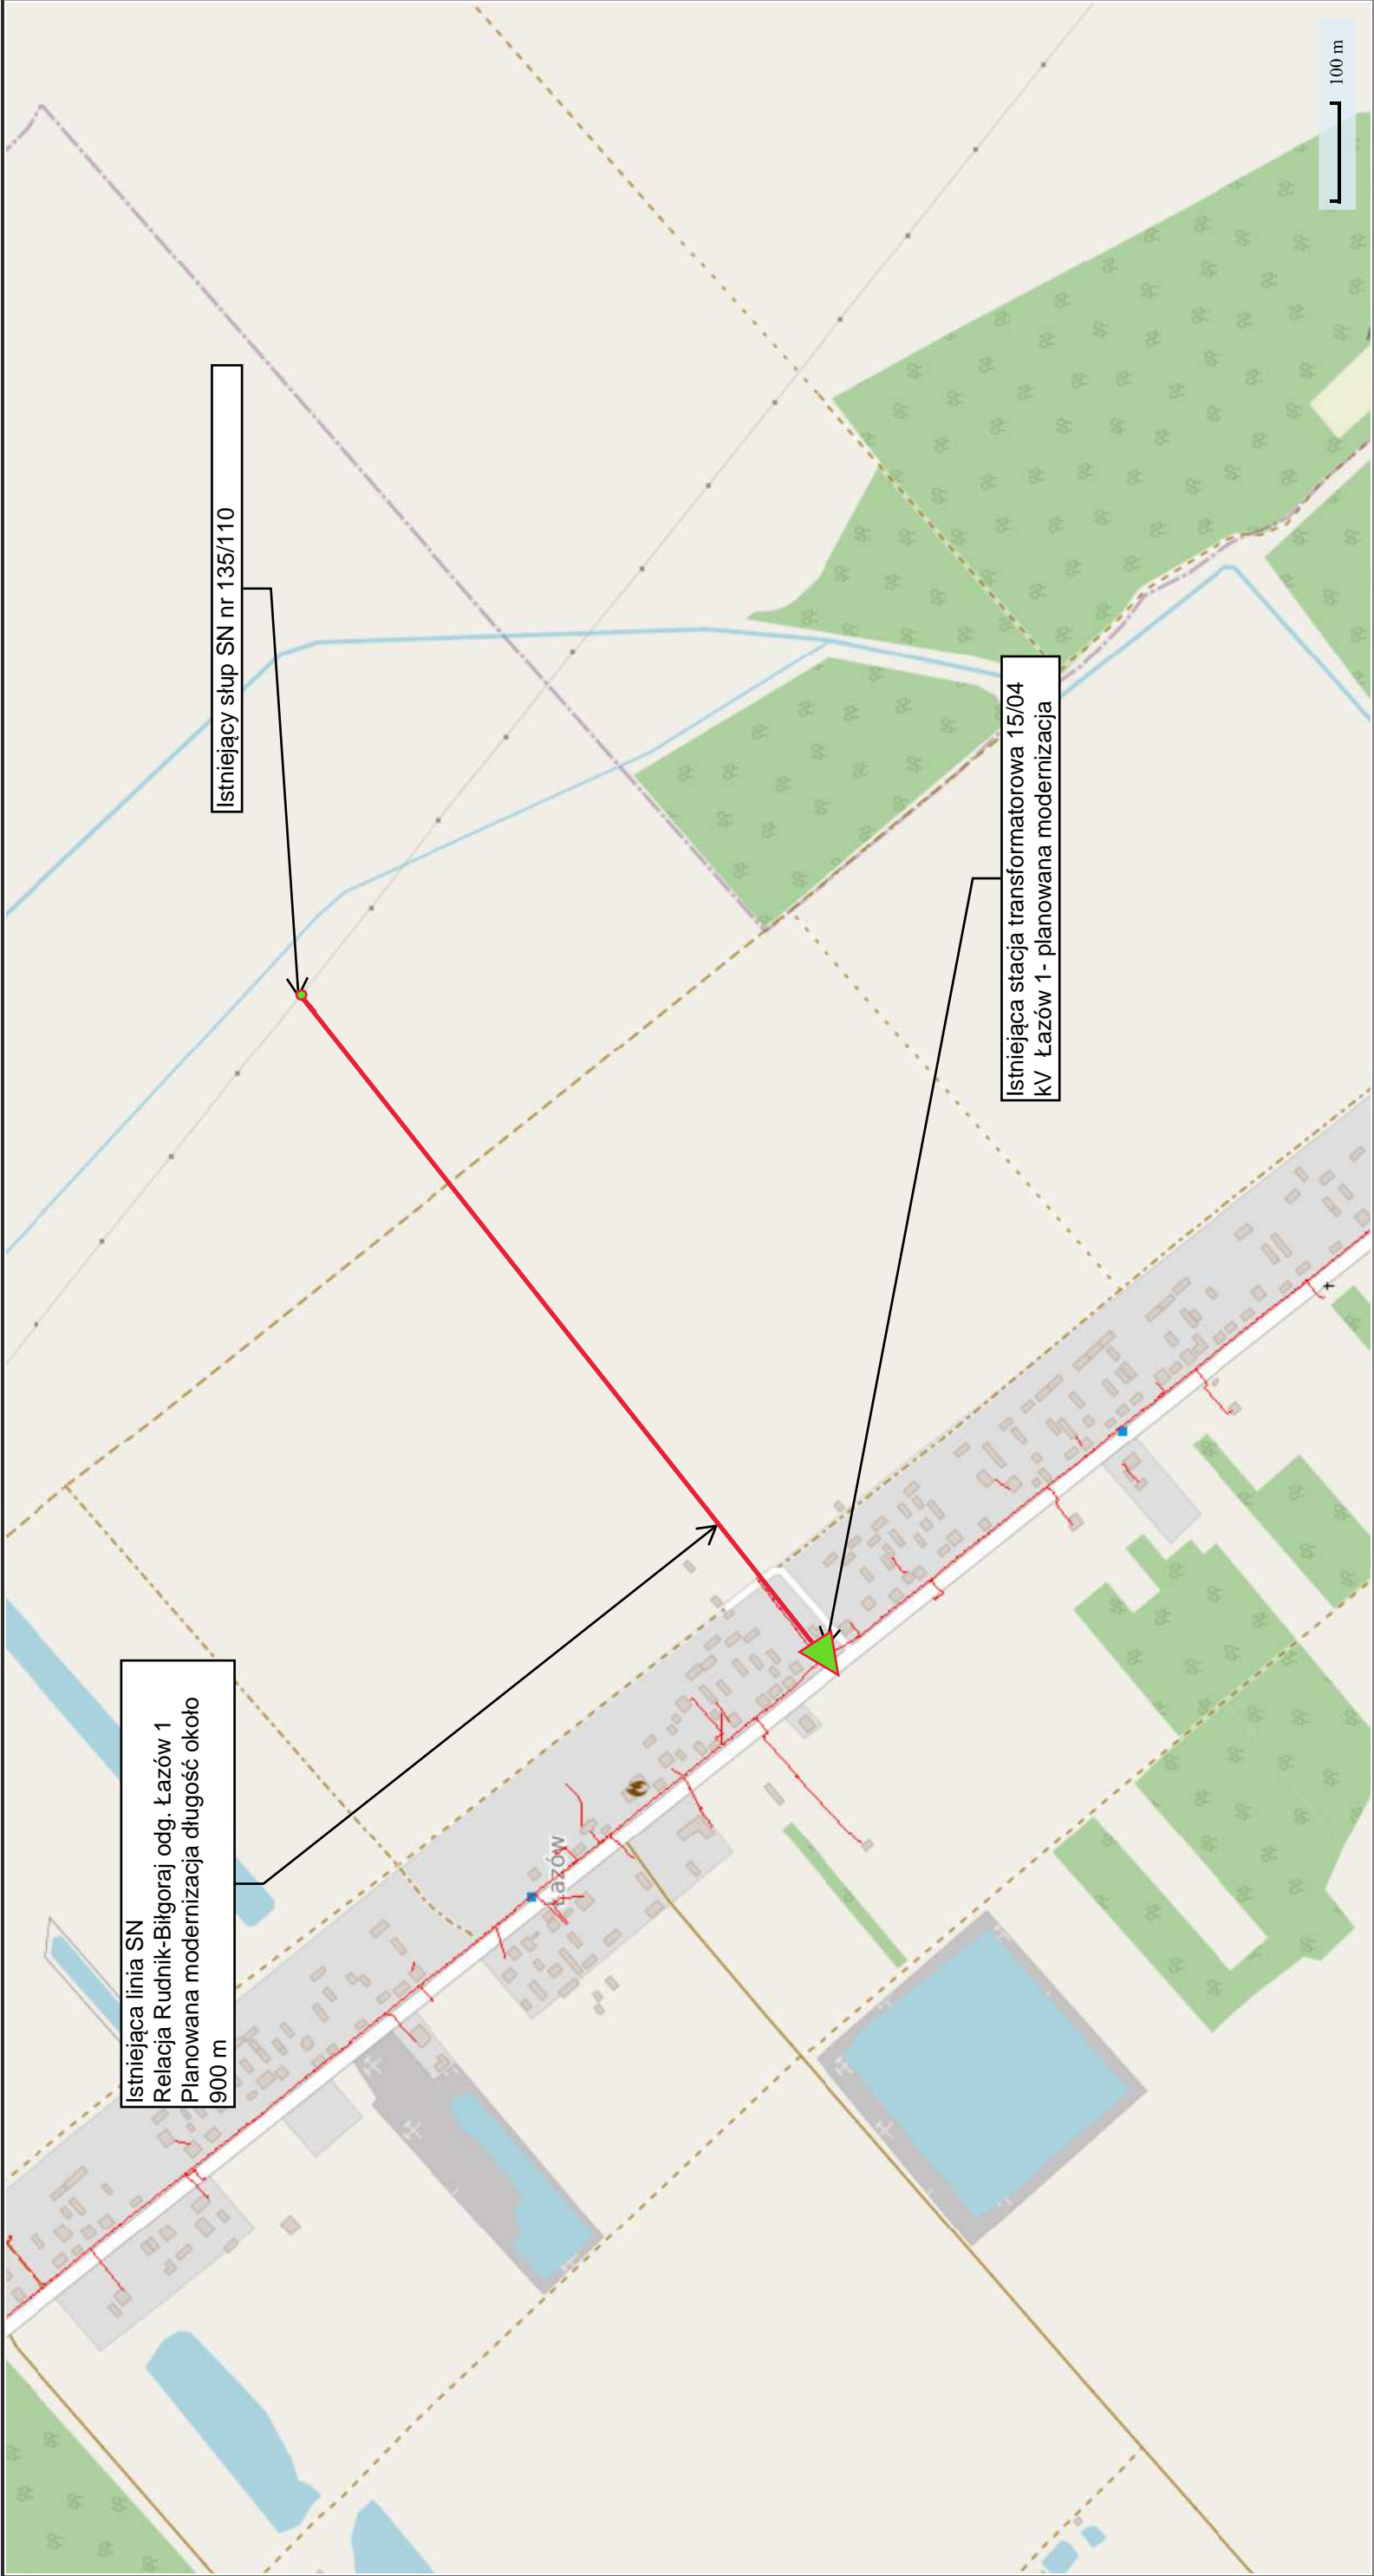 Istniejąca linia SN
Relacja Rudnik-Biłgoraj odg. Łazów 1
Planowana modernizacja długość około
900 m
Istniejący słup SN nr 135/110
Łazów
Istniejąca stacja transformatorowa 15/04
kV Łazów 1- planowana modernizacja
100 m